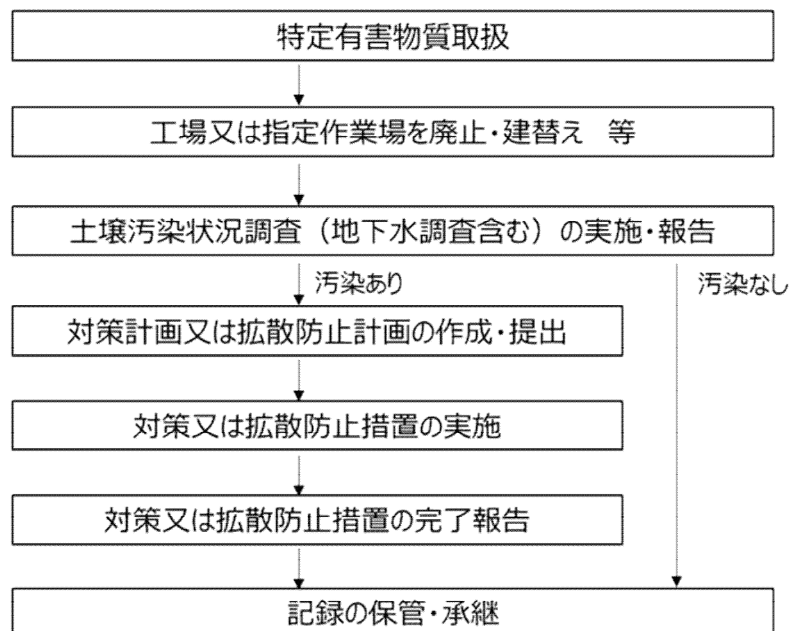 特定有害物質取扱
工場又は指定作業場を廃止・建替え　等
土壌汚染状況調査（地下水調査含む）の実施・報告
汚染あり
汚染なし
対策計画又は拡散防止計画の作成・提出
対策又は拡散防止措置の実施
対策又は拡散防止措置の完了報告
記録の保管・承継